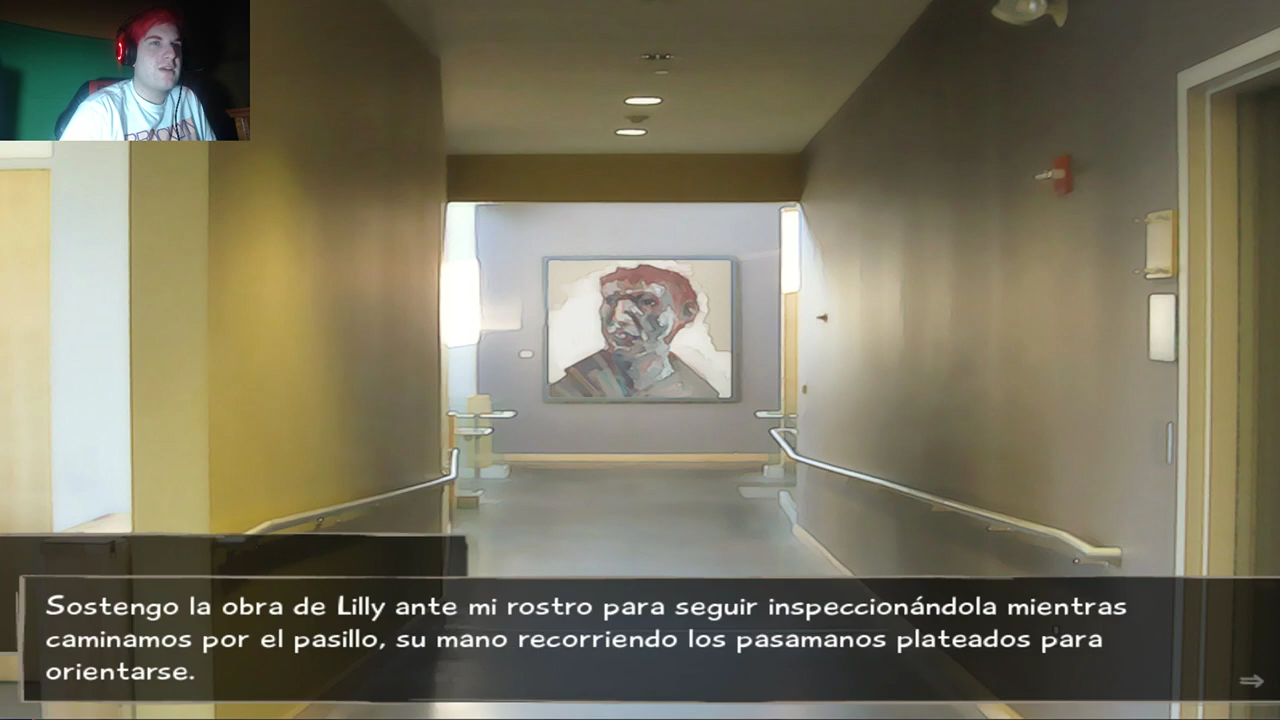 Sostengo la obra de Lilly ante mi rostro para seguir inspeccionándola mientras
caminamos por el pasillo, su mano recorriendo los pasamanos plateados para
orientarse.